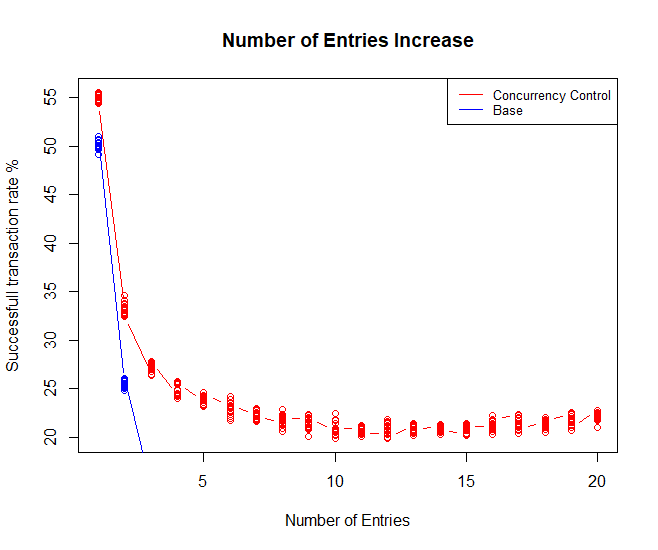 Number of Entries Increase
Concurrency Control
Base
Successfull transaction rate %
55
50
45
40
35
30
25
20
5
10
15
20
Number of Entries